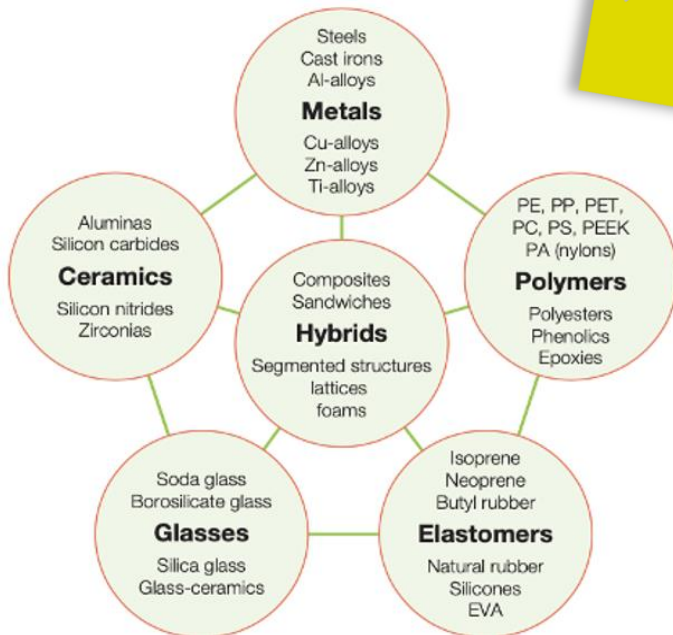 Steels
Cast irons
Al-alloys
Metals
Cu-alloys
Zn-alloys
Ti-alloys
Aluminas
Silicon carbides
Ceramics
Silicon nitrides
Zirconias
PE, PP, PET,
PC, PS, PEEK
PA (nylons)
Polymers
Polyesters
Phenolics
Epoxies
Composites
Sandwiches
Hybrids
Segmented structures
lattices
foams
Soda glass
Borosilicate glass
Glasses
Silica glass
Glass-ceramics
Isoprene
Neoprene
Butyl rubber
Elastomers
Natural rubber
Silicones
EVA